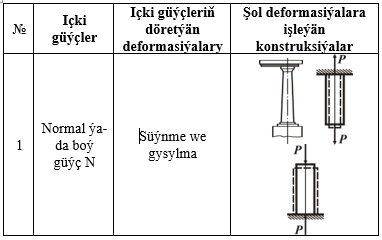 №
Içki
güýçler
Içki güýçleriň
döretýän
deformasiýalary
Şol deformasiýalara
işleýän
konstruksiýalar
1
Normal ýa-
da boý
güýç N
Süýnme we
gysylma
P
P
P
P